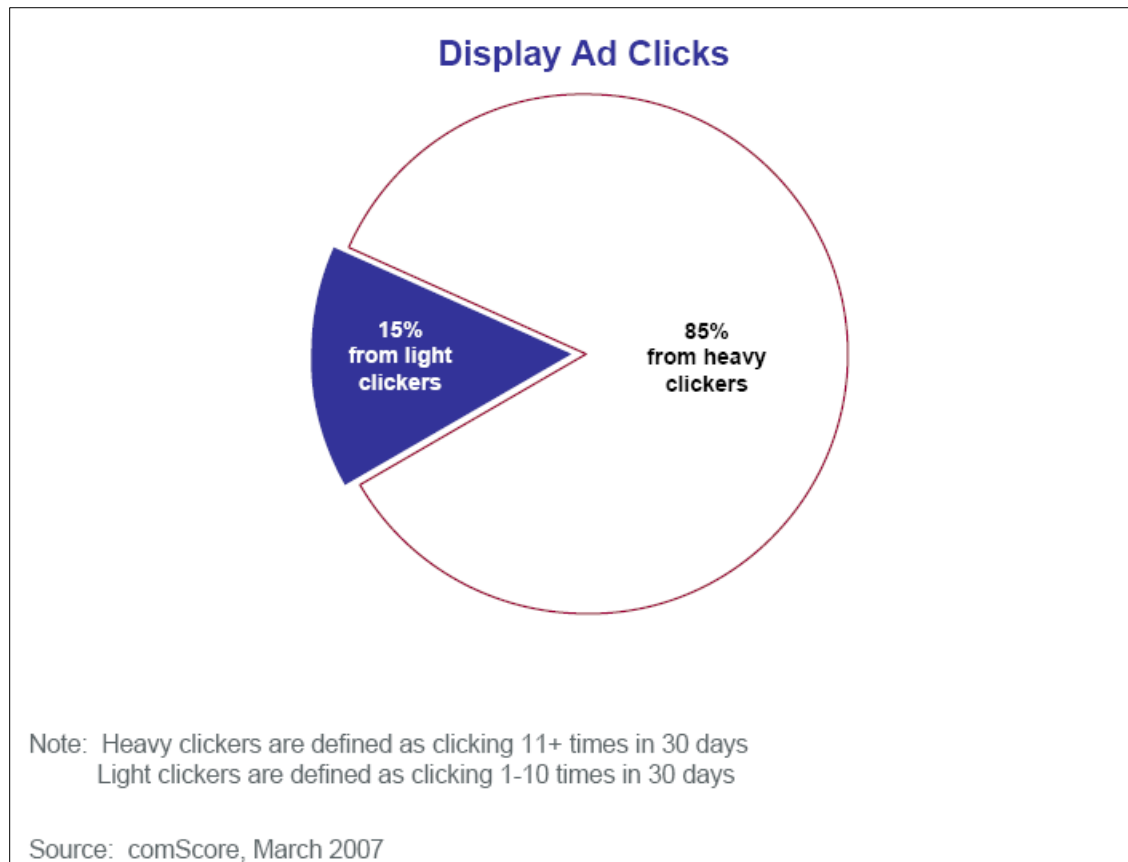 Display Ad Clicks
15%
from light
clickers
85%
from heavy
clickers
Note: Heavy clickers are defined as clicking 11+ times in 30 days
Light clickers are defined as clicking 1-10 times in 30 days
Source: comScore, March 2007